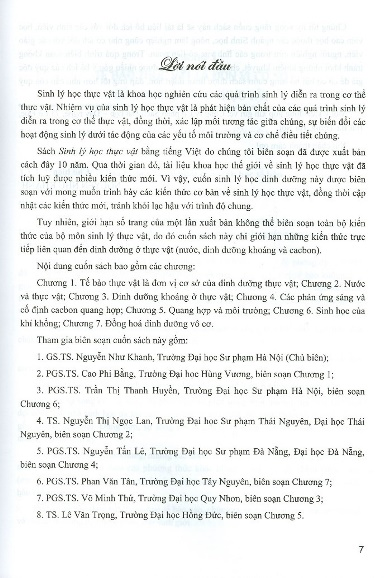 Lời nói đầu
Sinh lý học thực vật là khoa học nghiên cứu các quá trình sinh lý diễn ra trong cơ thể
thực vật. Nhiệm vụ của sinh lý học thực vật là phát hiện bản chất của các quá trình sinh lý
diễn ra trong cơ thể thực vật, đồng thời, xác lập mối tương tác giữa chúng, sự biến đổi các
hoạt động sinh lý dưới tác động của các yếu tố môi trường và cơ chế điều tiết chúng.
Sách Sinh lý học thực vật bằng tiếng Việt do chúng tôi biên soạn đã được xuất bản
cách đây 10 năm. Qua thời gian đó, tài liệu khoa học thế giới về sinh lý học thực vật đã
tích luỹ được nhiều kiến thức mới. Vì vậy, cuốn sinh lý học dinh dưỡng này được biên
soạn với mong muốn trình bày các kiến thức cơ bản về sinh lý học thực vật, đồng thời cập
nhật các kiến thức mới, tránh khỏi lạc hậu với trình độ chung.
Tuy nhiên, giới hạn số trang của một lần xuất bản không thể biên soạn toàn bộ kiến
thức của bộ môn sinh lý thực vật, do đó cuốn sách này chỉ giới hạn những kiến thức trực
tiếp liên quan đến dinh dưỡng ở thực vật (nước, dinh dưỡng khoáng và cacbon).
Nội dung cuốn sách bao gồm các chương:
Chương 1. Tế bào thực vật là đơn vị cơ sở của dinh dưỡng thực vật; Chương 2. Nước
và thực vật; Chương 3. Dinh dưỡng khoáng ở thực vật; Chương 4. Các phản ứng sáng và
cố định cacbon quang hợp; Chương 5. Quang hợp và môi trường; Chương 6. Sinh học của
khí khổng; Chương 7. Đồng hoá dinh dưỡng vô cơ.
Tham gia biên soạn cuốn sách này gồm:
1. GS.TS. Nguyễn Như Khanh, Trường Đại học Sư phạm Hà Nội (Chủ biên);
2. PGS.TS. Cao Phi Bằng, Trường Đại học Hùng Vương, biên soạn Chương 1;
3. PGS.TS. Trần Thị Thanh Huyền, Trường Đại học Sư phạm Hà Nội, biên soạn
Chương 6;
4. TS. Nguyễn Thị Ngọc Lan, Trường Đại học Sư phạm Thái Nguyên, Đại học Thái
Nguyên, biên soạn Chương 2;
5. PGS.TS. Nguyễn Tấn Lê, Trường Đại học Sư phạm Đà Nẵng, Đại học Đà Nẵng,
biên soạn Chương 4;
6. PGS.TS. Phan Văn Tân, Trường Đại học Tây Nguyên, biên soạn Chương 7;
7. PGS.TS. Võ Minh Thứ, Trường Đại học Quy Nhơn, biên soạn Chương 3;
8. TS. Lê Văn Trọng, Trường Đại học Hồng Đức, biên soạn Chương 5.
7